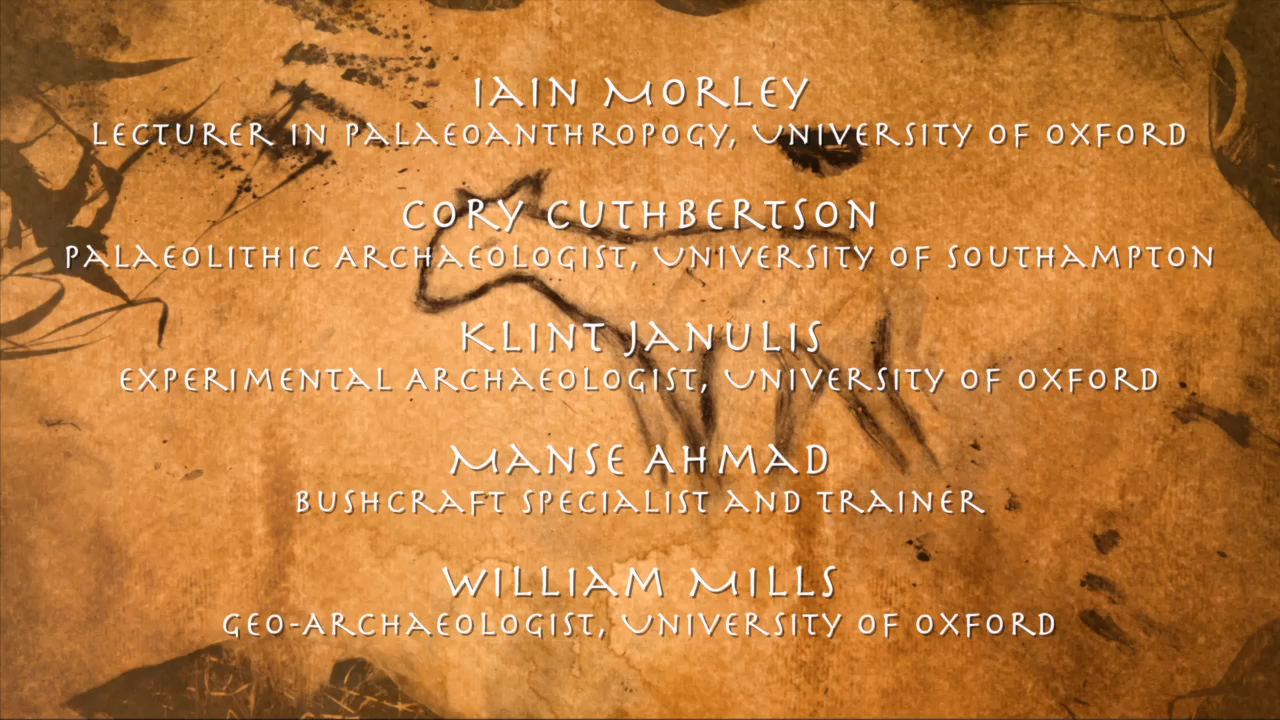 Iain Morley
Lecturer in Palaeoanthropogy, University of Oxford
Cory Cuthbertson
Palaeolithic Archaeologist, University of Southampton
Klint Janulis
Experimental Archaeologist, University of Oxford
Manse Ahmad
Bushcraft Specialist and Trainer
William Mills
Geo-Archaeologist, University of Oxford